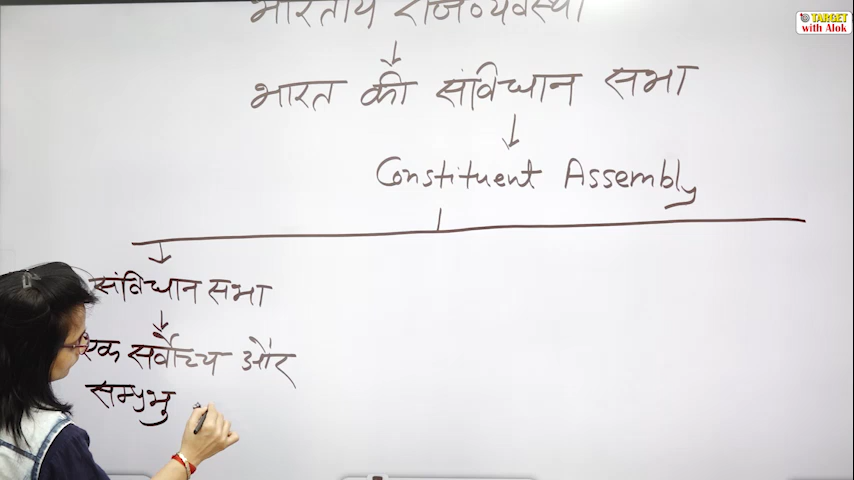 भारतीय राजव्यवस्था
TARGET
with Alok
भारत की संविधान सभा
Constituent Assembly
संविधान सभा
एक सर्वोच्य और
सम्प्रभु